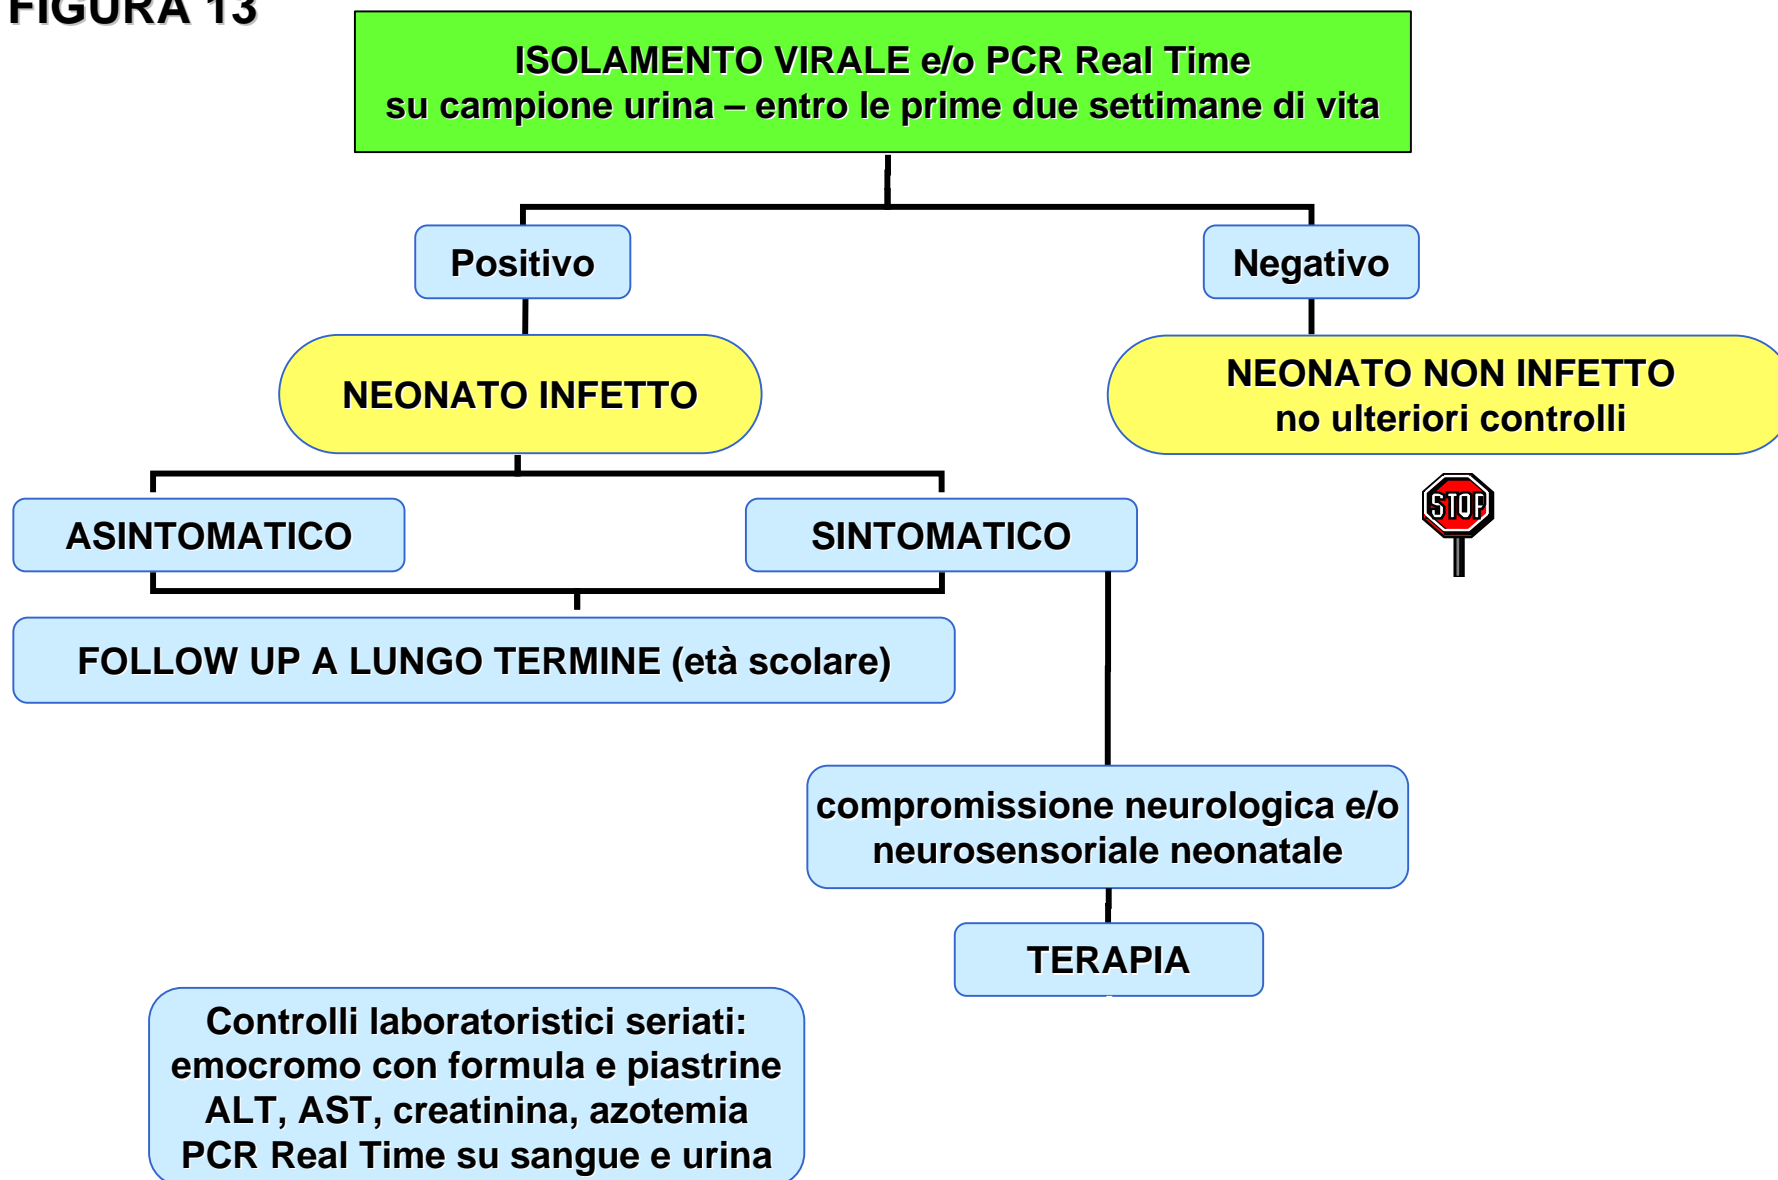 FIGURA 13
ISOLAMENTO VIRALE e/o PCR Real Time
su campione urina – entro le prime due settimane di vita
Positivo
Negativo
NEONATO INFETTO
NEONATO NON INFETTO
no ulteriori controlli
STOP
ASINTOMATICO
SINTOMATICO
FOLLOW UP A LUNGO TERMINE (età scolare)
compromissione neurologica e/o
neurosensoriale neonatale
TERAPIA
Controlli laboratoristici seriati:
emocromo con formula e piastrine
ALT, AST, creatinina, azotemia
PCR Real Time su sangue e urina